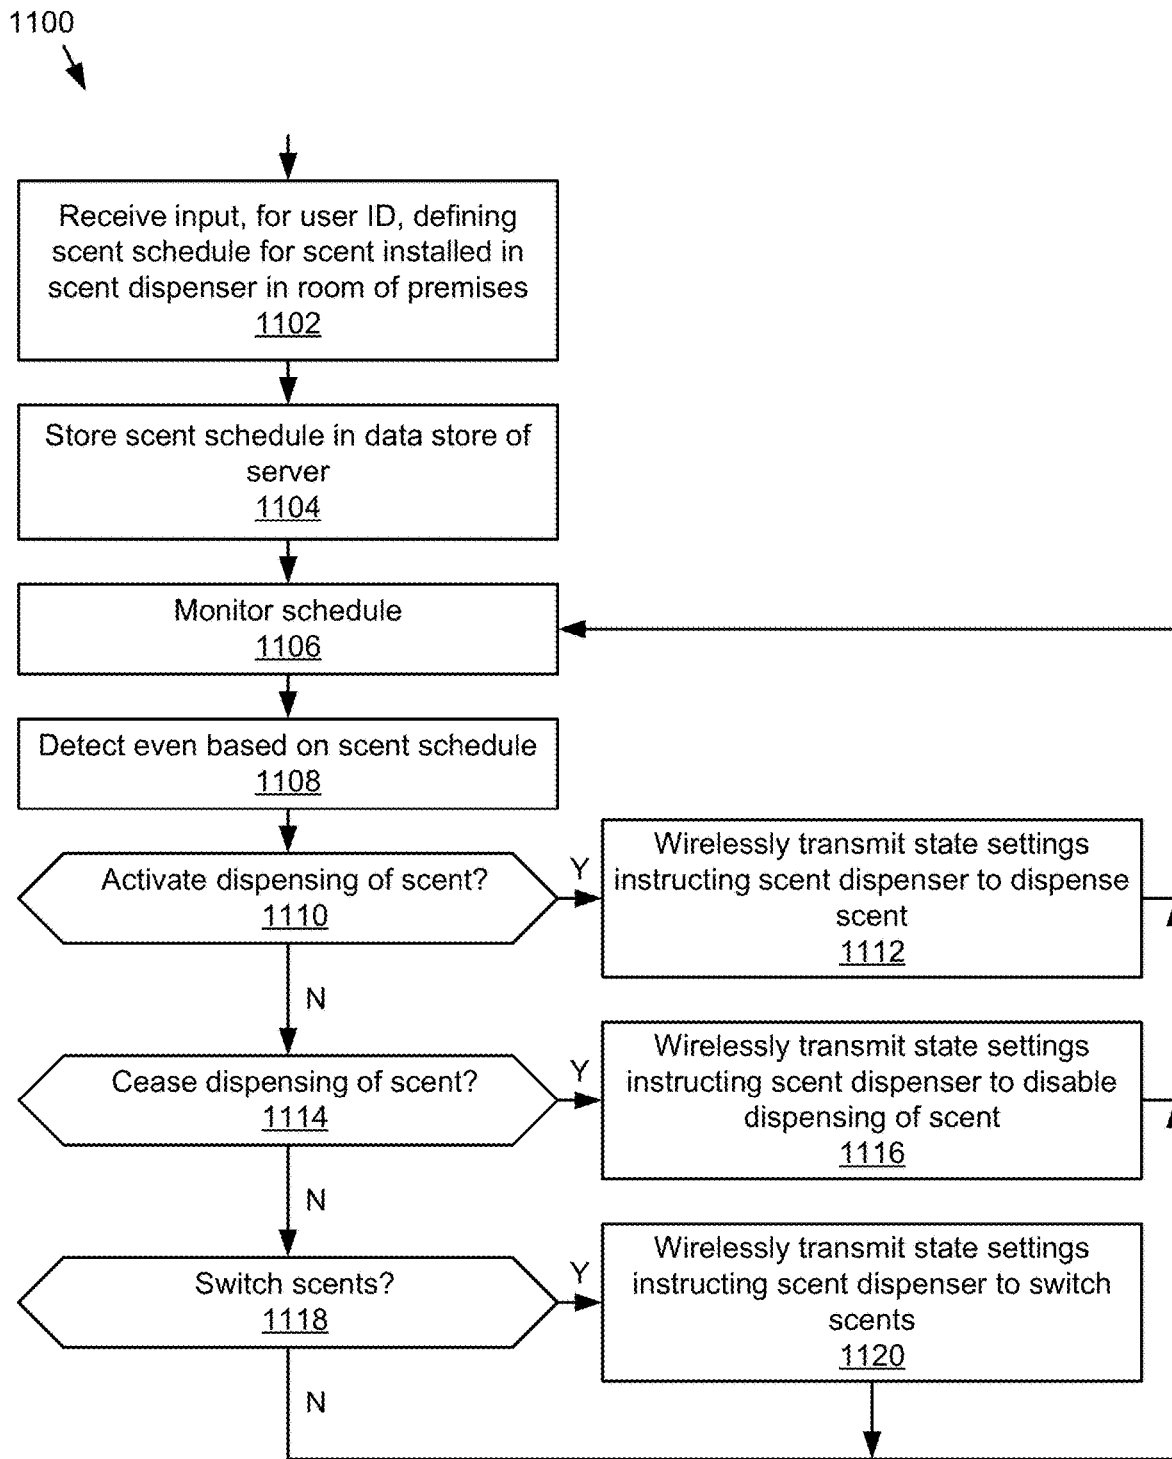 1100
Receive input, for user ID, defining
scent schedule for scent installed in
scent dispenser in room of premises
1102
Store scent schedule in data store of
server
1104
Monitor schedule
1106
Detect even based on scent schedule
1108
Activate dispensing of scent?
1110
Y
Wirelessly transmit state settings
instructing scent dispenser to dispense
scent
1112
N
Cease dispensing of scent?
1114
Y
Wirelessly transmit state settings
instructing scent dispenser to disable
dispensing of scent
1116
N
Switch scents?
1118
Y
Wirelessly transmit state settings
instructing scent dispenser to switch
scents
1120
N